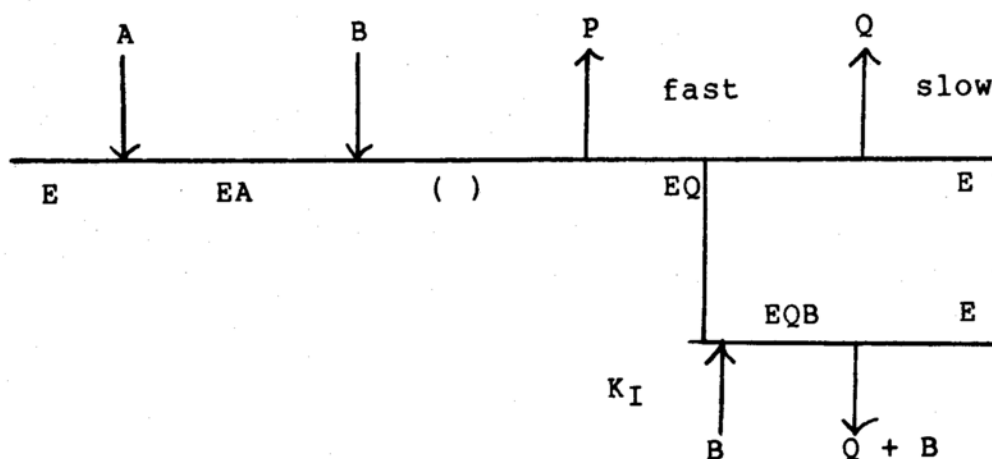 A B P Q
fast slow
E EA ( ) EQ E
EQB E
K_I
B Q + B